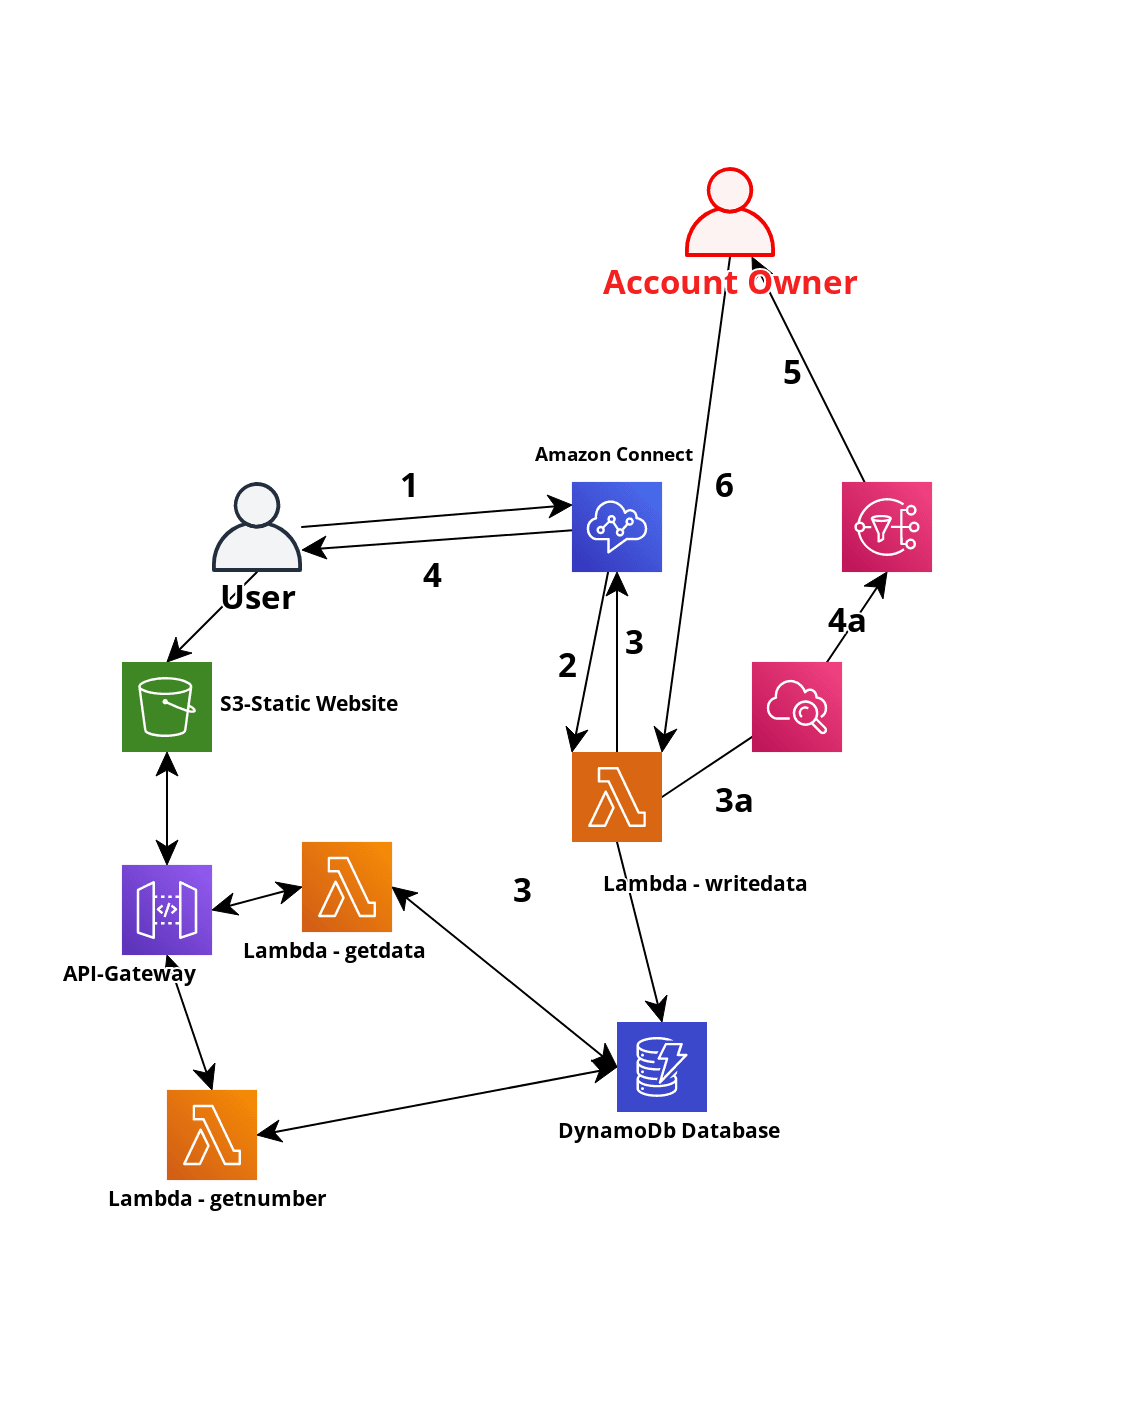 Account Owner
5
Amazon Connect
1
6
4
User
4a
3
2
S3-Static Website
3a
3
Lambda - writedata
Lambda - getdata
API-Gateway
DynamoDb Database
Lambda - getnumber